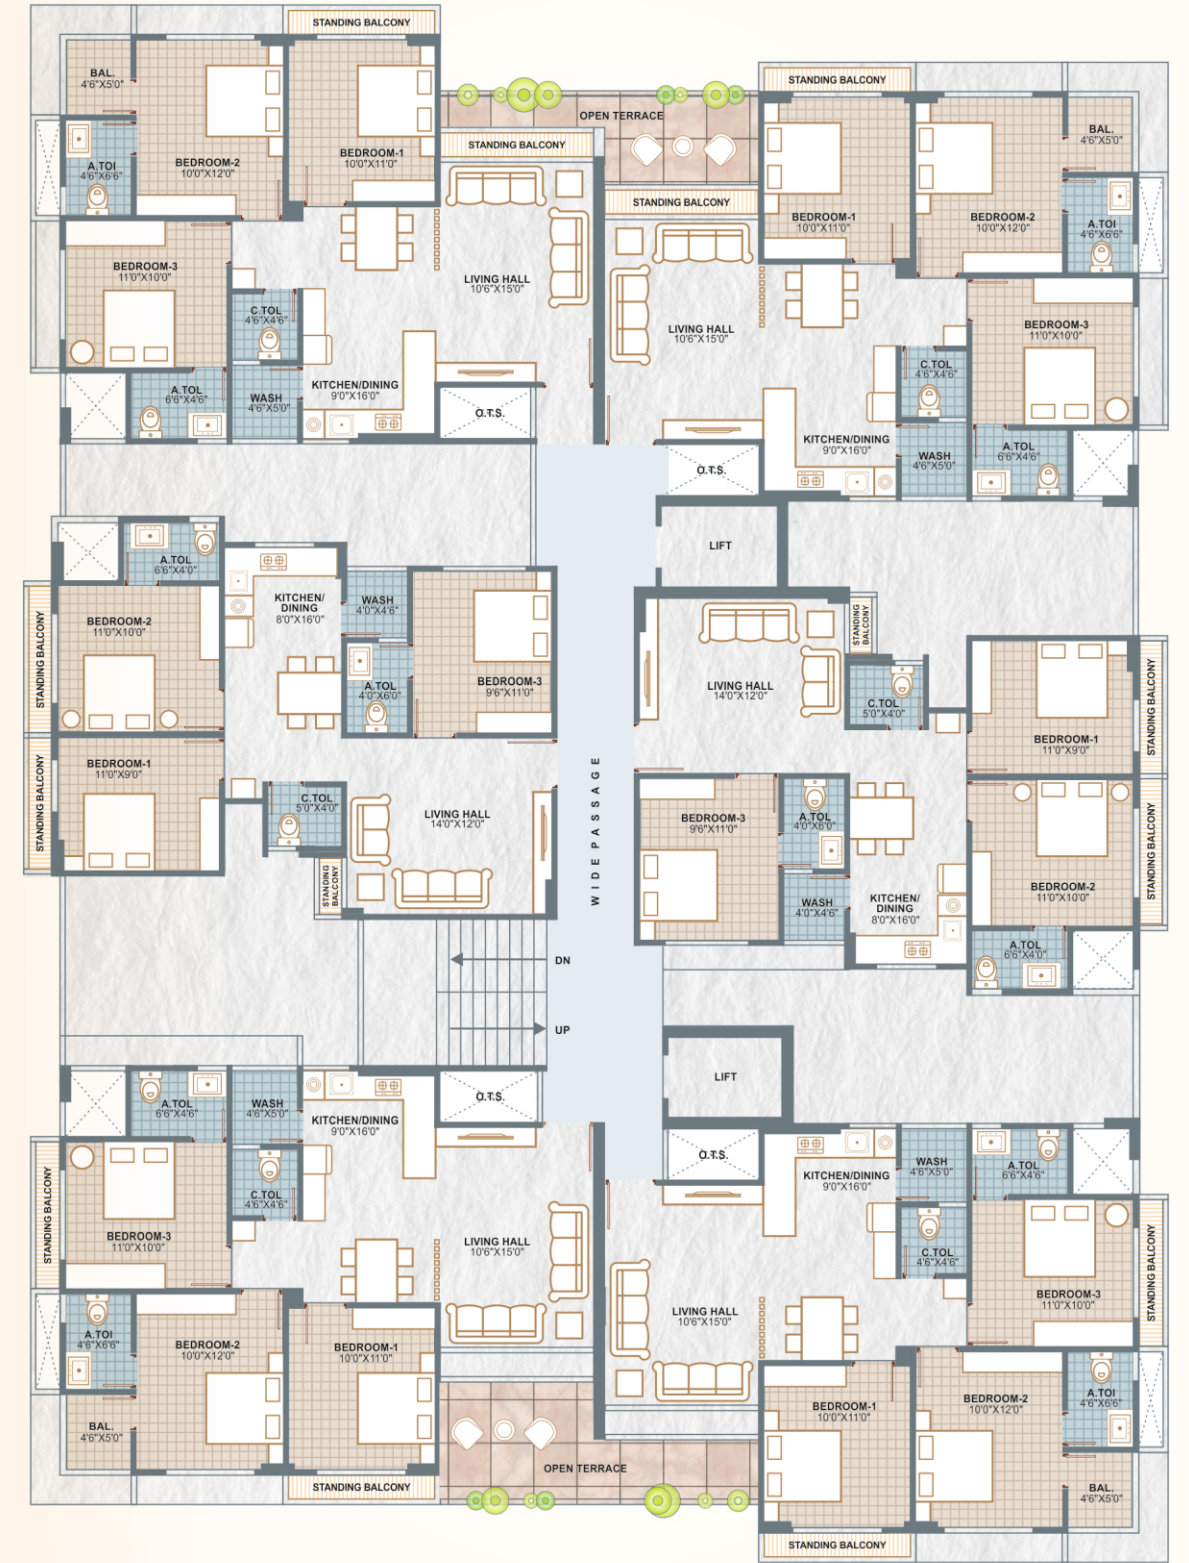 STANDING BALCONY
BAL.
4'6"X5'0"
BEDROOM-2
10'0"X12'0"
BEDROOM-1
10'0"X11'0"
A.TOI
4'6"X6'6"
OPEN TERRACE
STANDING BALCONY
STANDING BALCONY
STANDING BALCONY
BEDROOM-1
10'0"X11'0"
BEDROOM-2
10'0"X12'0"
BAL.
4'6"X5'0"
A.TOI
4'6"X6'6"
BEDROOM-3
11'0"X10'0"
C.TOL
4'6"X4'6"
LIVING HALL
10'6"X15'0"
A.TOL
6'6"X4'6"
WASH
4'6"X5'0"
KITCHEN/DINING
9'0"X16'0"
O.T.S.
LIVING HALL
10'6"X15'0"
BEDROOM-3
11'0"X10'0"
C.TOL
4'6"X4'6"
KITCHEN/DINING
9'0"X16'0"
WASH
4'6"X5'0"
A.TOL
6'6"X4'6"
O.T.S.
LIFT
A.TOL
6'6"X4'0"
KITCHEN/
DINING
8'0"X16'0"
WASH
4'0"X4'6"
BEDROOM-2
11'0"X10'0"
STANDING BALCONY
A.TOL
4'0"X6'0"
BEDROOM-3
9'6"X11'0"
BEDROOM-1
11'0"X9'0"
STANDING BALCONY
C.TOL
5'0"X4'0"
LIVING HALL
14'0"X12'0"
STANDING
BALCONY
WIDE PASSAGE
STANDING
BALCONY
LIVING HALL
14'0"X12'0"
C.TOL
5'0"X4'0"
BEDROOM-1
11'0"X9'0"
STANDING BALCONY
BEDROOM-3
9'6"X11'0"
A.TOL
4'0"X6'0"
BEDROOM-2
11'0"X10'0"
STANDING BALCONY
WASH
4'0"X4'6"
KITCHEN/
DINING
8'0"X16'0"
A.TOL
6'6"X4'0"
DN
UP
LIFT
A.TOL
6'6"X4'6"
WASH
4'6"X5'0"
KITCHEN/DINING
9'0"X16'0"
O.T.S.
O.T.S.
KITCHEN/DINING
9'0"X16'0"
WASH
4'6"X5'0"
A.TOL
6'6"X4'6"
STANDING BALCONY
BEDROOM-3
11'0"X10'0"
C.TOL
4'6"X4'6"
LIVING HALL
10'6"X15'0"
C.TOL
4'6"X4'6"
BEDROOM-3
11'0"X10'0"
STANDING BALCONY
LIVING HALL
10'6"X15'0"
A.TOI
4'6"X6'6"
BEDROOM-2
10'0"X12'0"
BEDROOM-1
10'0"X11'0"
BAL.
4'6"X5'0"
BEDROOM-1
10'0"X11'0"
BEDROOM-2
10'0"X12'0"
A.TOI
4'6"X6'6"
OPEN TERRACE
STANDING BALCONY
BAL.
4'6"X5'0"
STANDING BALCONY